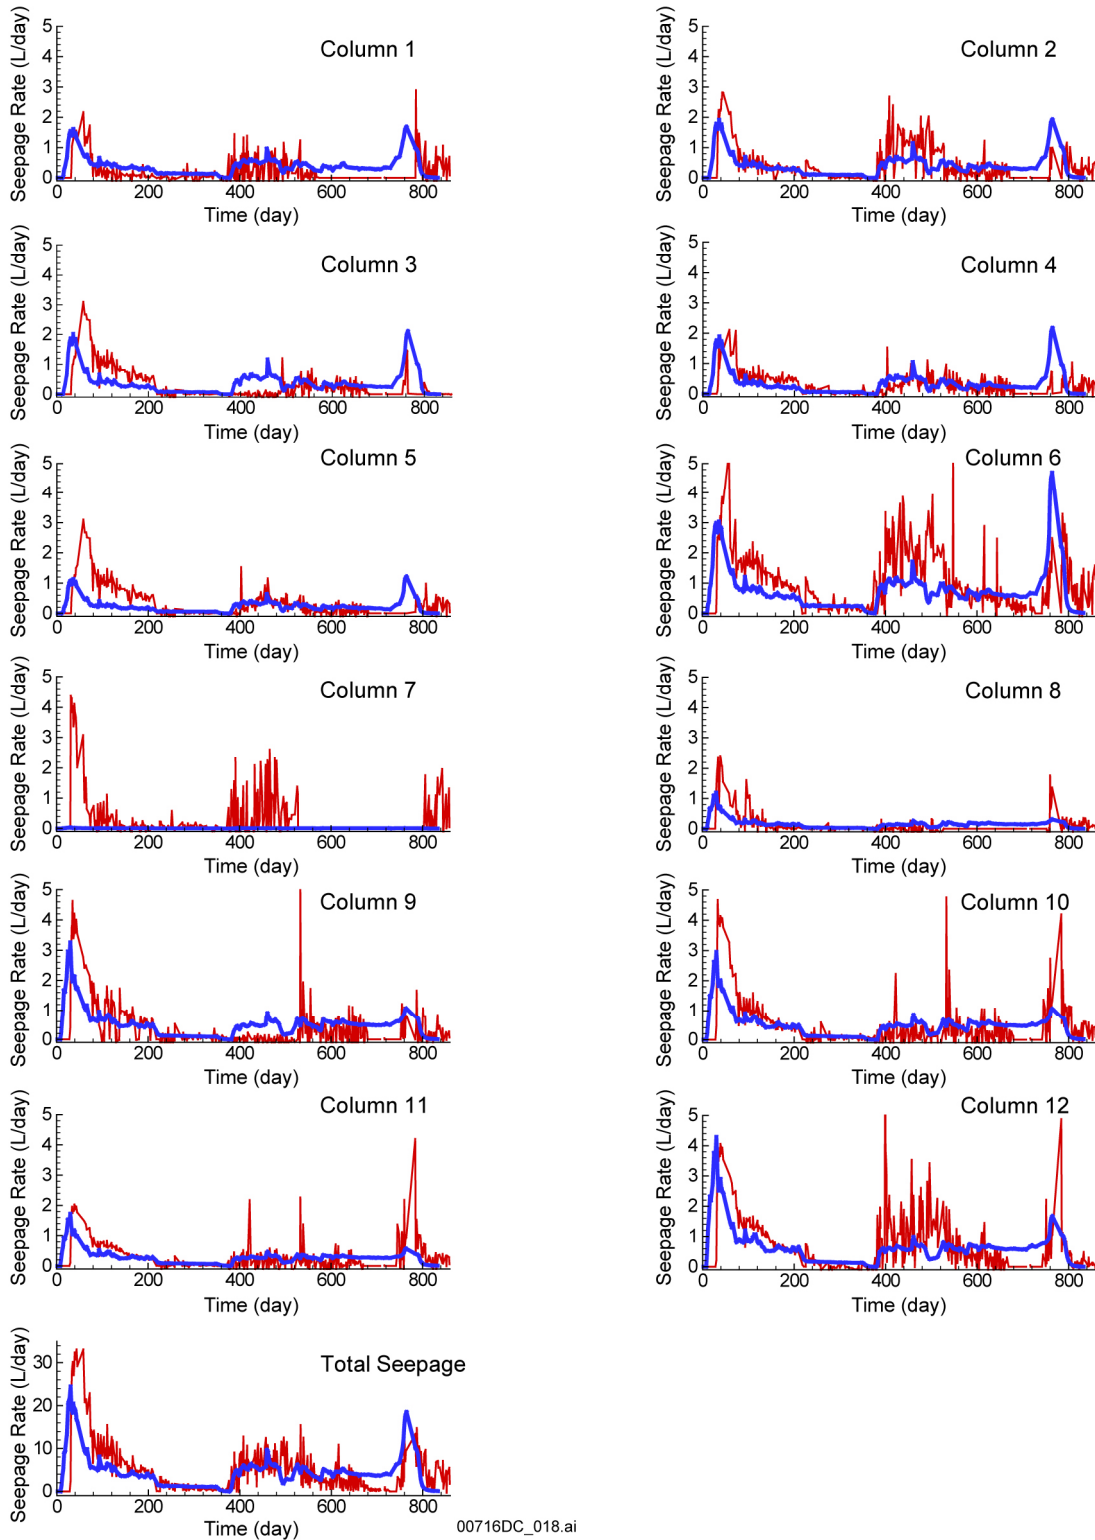 Column 1
Seepage Rate (L/day)
5
4
3
2
1
0
0 200 400 600 800
Time (day)
Column 2
Seepage Rate (L/day)
5
4
3
2
1
0
0 200 400 600 800
Time (day)
Column 3
Seepage Rate (L/day)
5
4
3
2
1
0
0 200 400 600 800
Time (day)
Column 4
Seepage Rate (L/day)
5
4
3
2
1
0
0 200 400 600 800
Time (day)
Column 5
Seepage Rate (L/day)
5
4
3
2
1
0
0 200 400 600 800
Time (day)
Column 6
Seepage Rate (L/day)
5
4
3
2
1
0
0 200 400 600 800
Time (day)
Column 7
Seepage Rate (L/day)
5
4
3
2
1
0
0 200 400 600 800
Time (day)
Column 8
Seepage Rate (L/day)
5
4
3
2
1
0
0 200 400 600 800
Time (day)
Column 9
Seepage Rate (L/day)
5
4
3
2
1
0
0 200 400 600 800
Time (day)
Column 10
Seepage Rate (L/day)
5
4
3
2
1
0
0 200 400 600 800
Time (day)
Column 11
Seepage Rate (L/day)
5
4
3
2
1
0
0 200 400 600 800
Time (day)
Column 12
Seepage Rate (L/day)
5
4
3
2
1
0
0 200 400 600 800
Time (day)
Total Seepage
Seepage Rate (L/day)
30
20
10
0
0 200 400 600 800
Time (day)
00716DC_018.ai